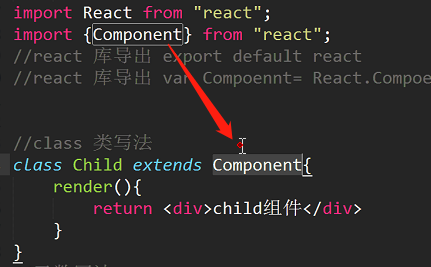 import React from "react";
import {Component} from "react";
//react 库导出 export default react
//react 库导出 var Compoennt= React.Compoe
//class 类写法
class Child extends Component{
render(){
return <div>child组件</div>
}
}